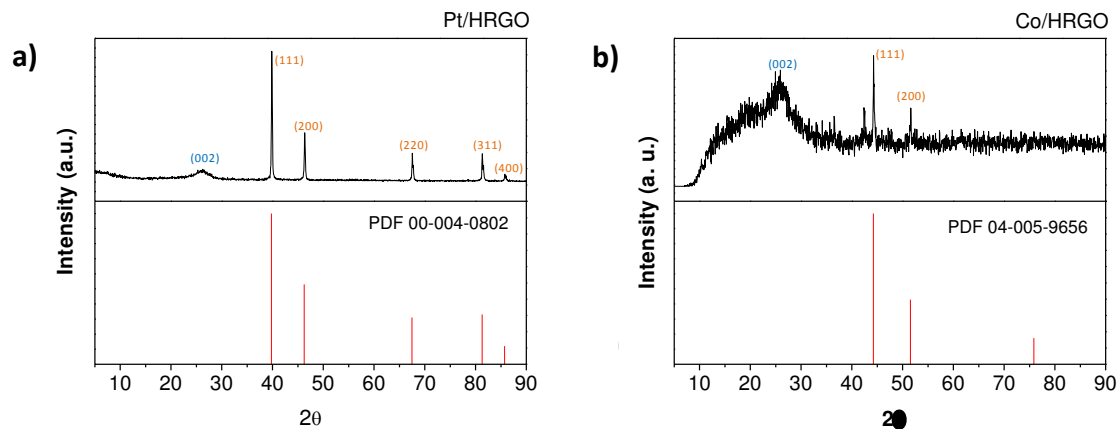 a)
Pt/HRGO
Intensity (a.u.)
(002)
(111)
(200)
(220)
(311)
(400)
Intensity (a.u.)
PDF 00-004-0802
10 20 30 40 50 60 70 80 90
2θ
b)
Co/HRGO
Intensity (a. u.)
(002)
(111)
(200)
PDF 04-005-9656
10 20 30 40 50 60 70 80 90
2